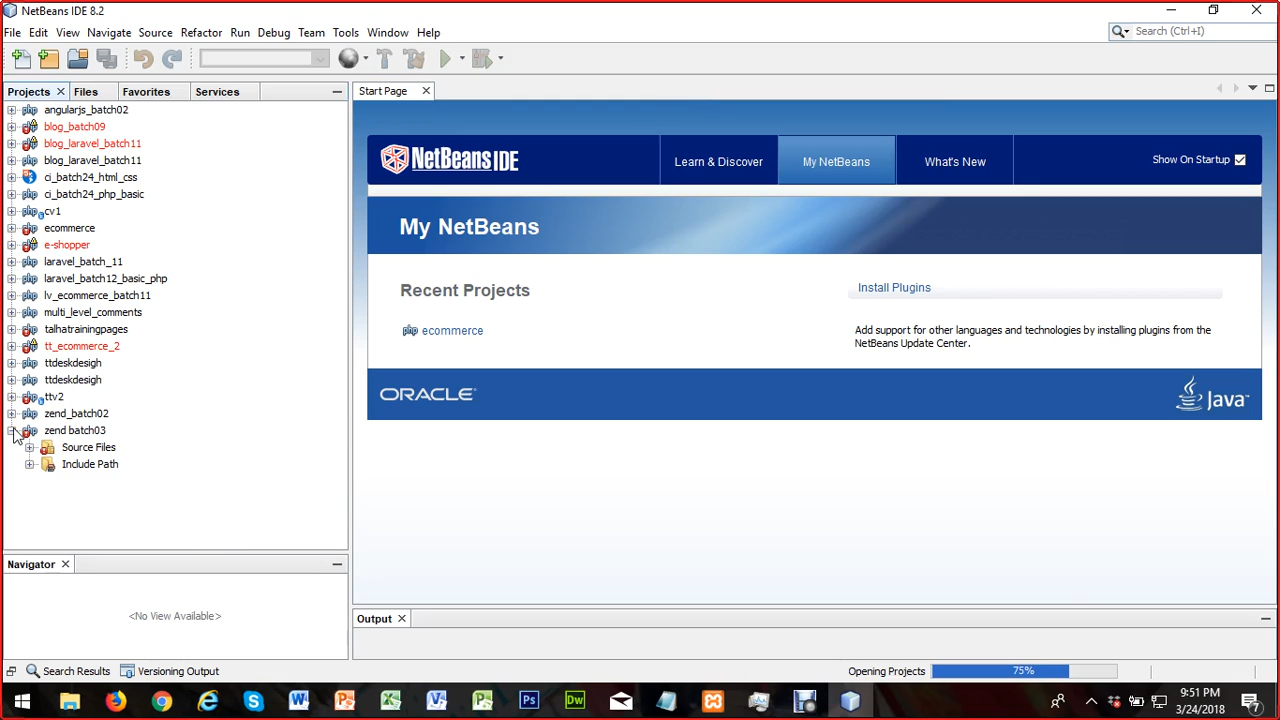 NetBeans IDE 8.2
File Edit View Navigate Source Refactor Run Debug Team Tools Window Help
Search (Ctrl+I)
Projects Files Favorites Services
Start Page
angularjs_batch02
blog_batch09
blog_laravel_batch11
blog_laravel_batch11
ci_batch24_html_css
ci_batch24_php_basic
cv1
ecommerce
e-shopper
laravel_batch_11
laravel_batch12_basic_php
lv_ecommerce_batch11
multi_level_comments
talhatrainingpages
tt_ecommerce_2
ttdeskdesigh
ttdeskdesigh
ttv2
zend_batch02
zend batch03
Source Files
Include Path
NetBeans IDE
Learn & Discover
My NetBeans
What's New
Show On Startup
My NetBeans
Recent Projects
php ecommerce
Install Plugins
Add support for other languages and technologies by installing plugins from the
NetBeans Update Center.
ORACLE
Java
Navigator
<No View Available>
Output
Search Results Versioning Output
Opening Projects 75%
9:51 PM
3/24/2018
7